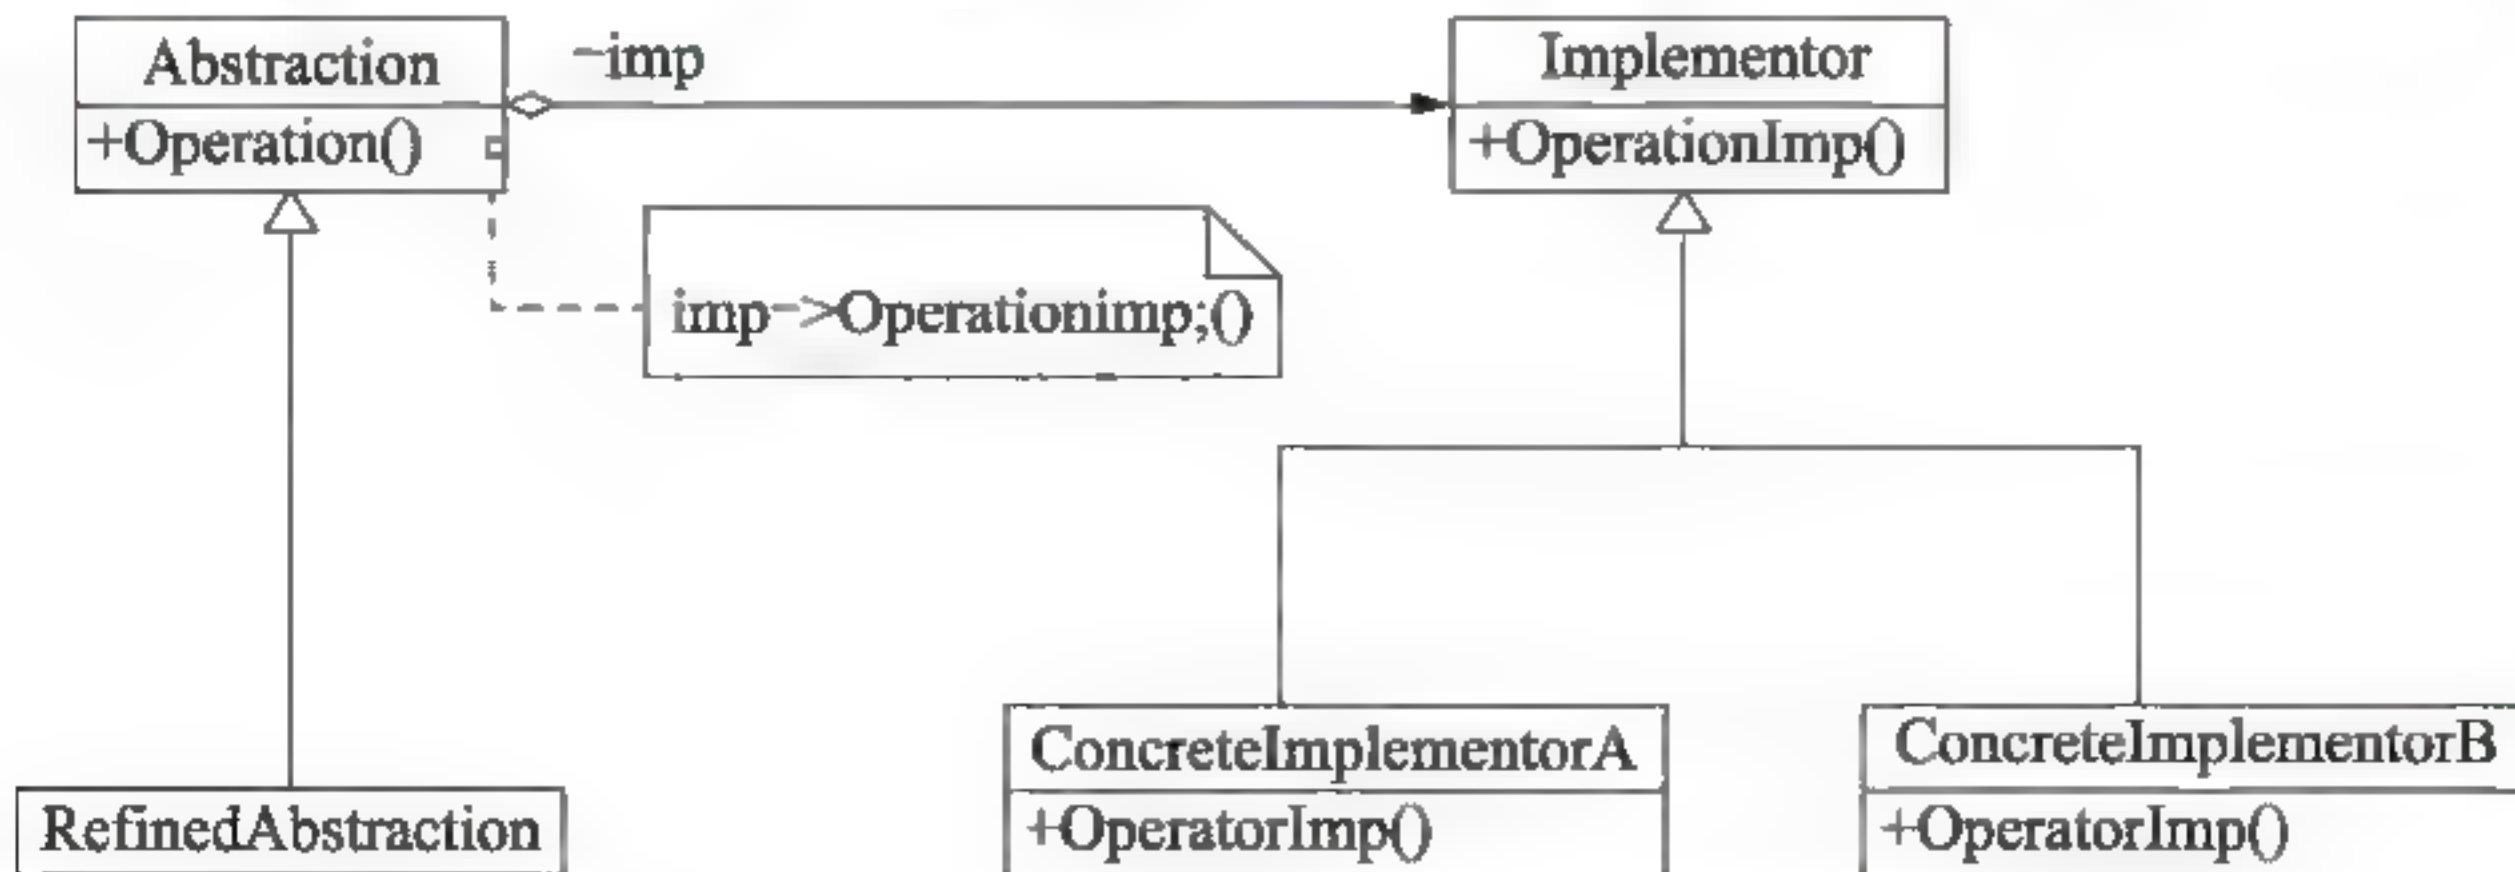 Abstraction
+Operation()
-imp
Implementor
+OperationImp()
imp->Operationimp;()
RefinedAbstraction
ConcreteImplementorA
+OperatorImp()
ConcreteImplementorB
+OperatorImp()